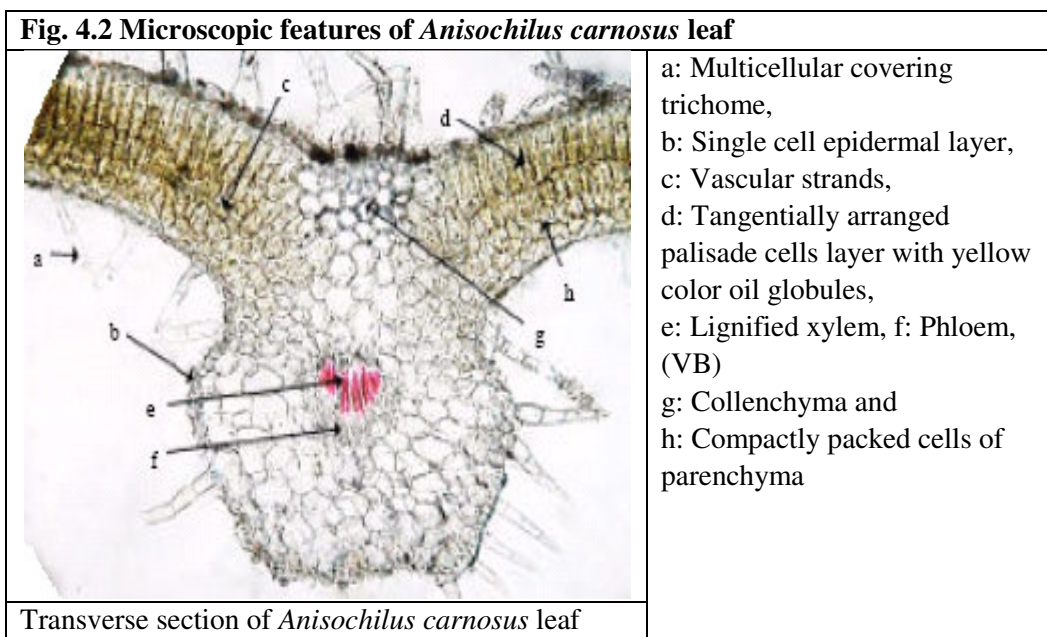 Fig. 4.2 Microscopic features of Anisochilus carnosus leaf
c
d
a
b
h
g
e
f
a: Multicellular covering
trichome,
b: Single cell epidermal layer,
c: Vascular strands,
d: Tangentially arranged
palisade cells layer with yellow
color oil globules,
e: Lignified xylem, f: Phloem,
(VB)
g: Collenchyma and
h: Compactly packed cells of
parenchyma
Transverse section of Anisochilus carnosus leaf